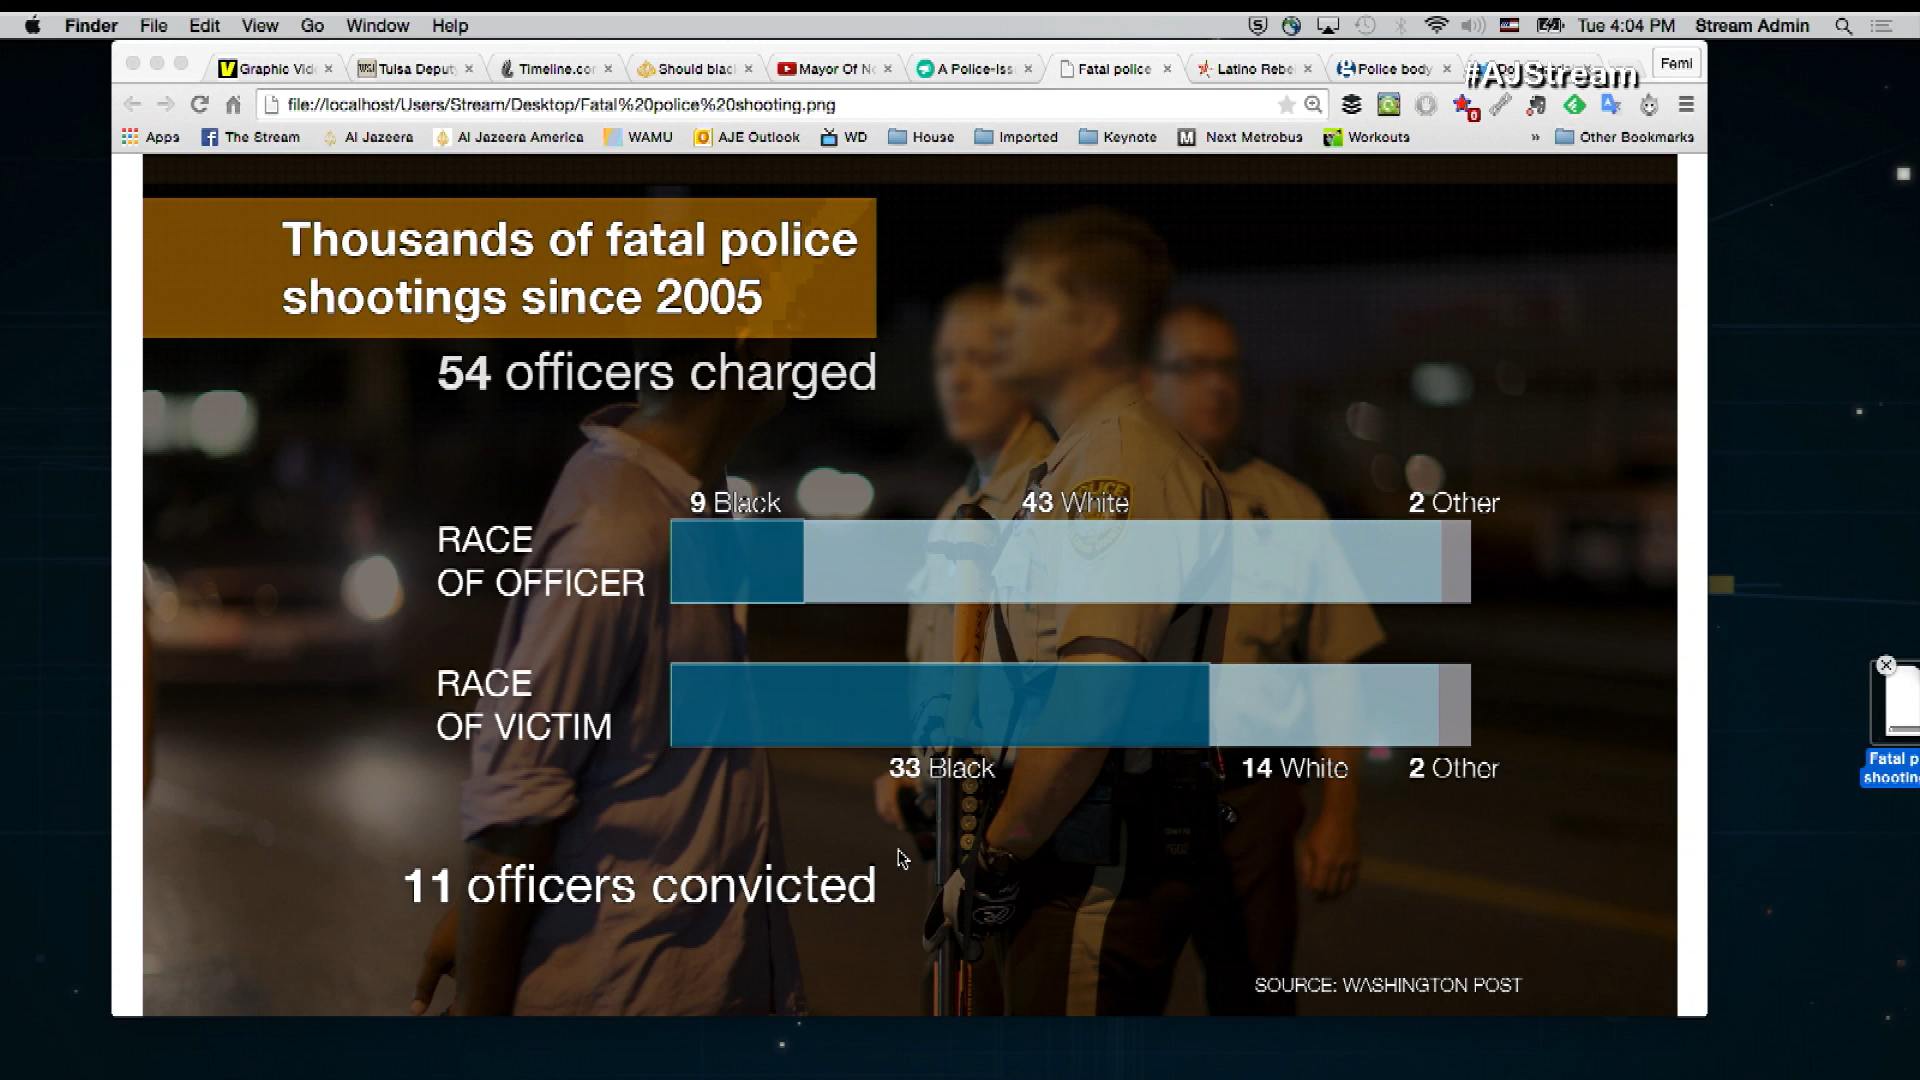 Finder File Edit View Go Window Help Tue 4:04 PM Stream Admin
Graphic Vid Tulsa Deputy Timeline.com Should blac Mayor Of N A Police-Iss Fatal police Latino Rebe Police body Femi
#AJStream
file://localhost/Users/Stream/Desktop/Fatal%20police%20shooting.png
Apps The Stream Al Jazeera Al Jazeera America WAMU AJE Outlook WD House Imported Keynote Next Metrobus Workouts » Other Bookmarks
Thousands of fatal police
shootings since 2005
54 officers charged
9 Black 43 White 2 Other
RACE
OF OFFICER
RACE
OF VICTIM
33 Black 14 White 2 Other
11 officers convicted
SOURCE: WASHINGTON POST
Fatal p
shootin